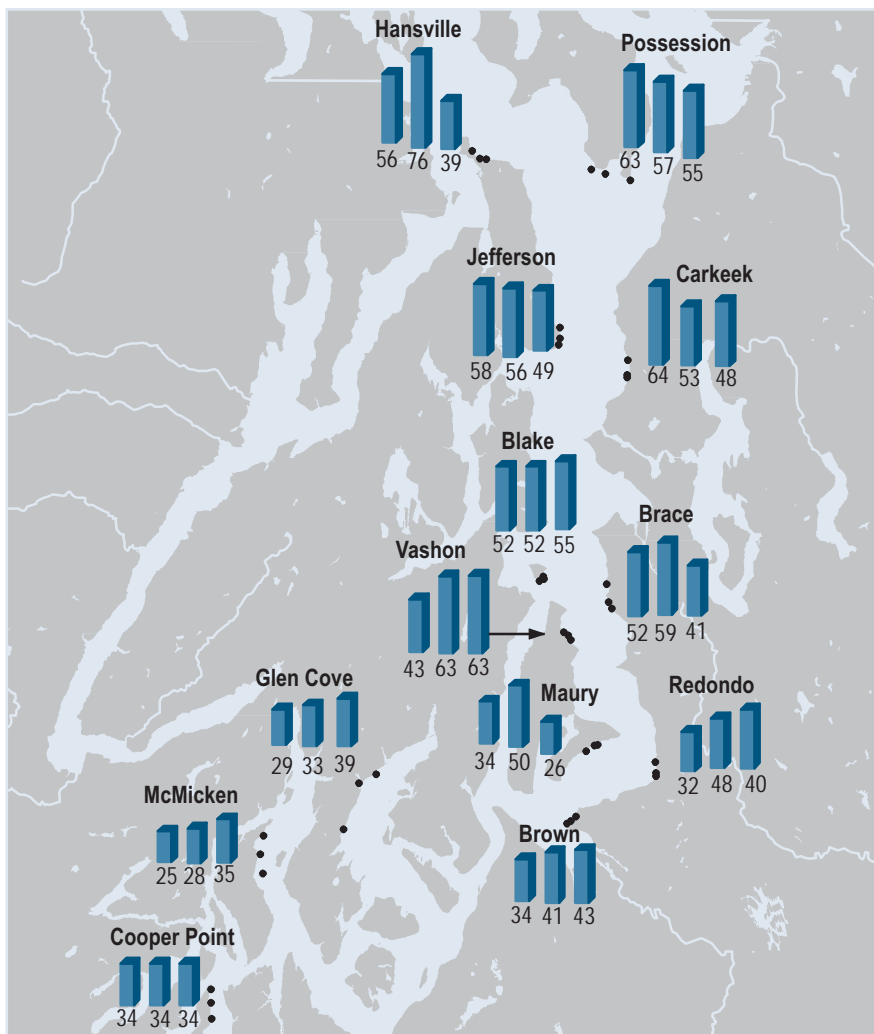 Hansville
56 76 39
Possession
63 57 55
Jefferson
58 56 49
Carkeek
64 53 48
Blake
52 52 55
Brace
52 59 41
Vashon
43 63 63
Glen Cove
29 33 39
Maury
34 50 26
Redondo
32 48 40
McMicken
25 28 35
Brown
34 41 43
Cooper Point
34 34 34